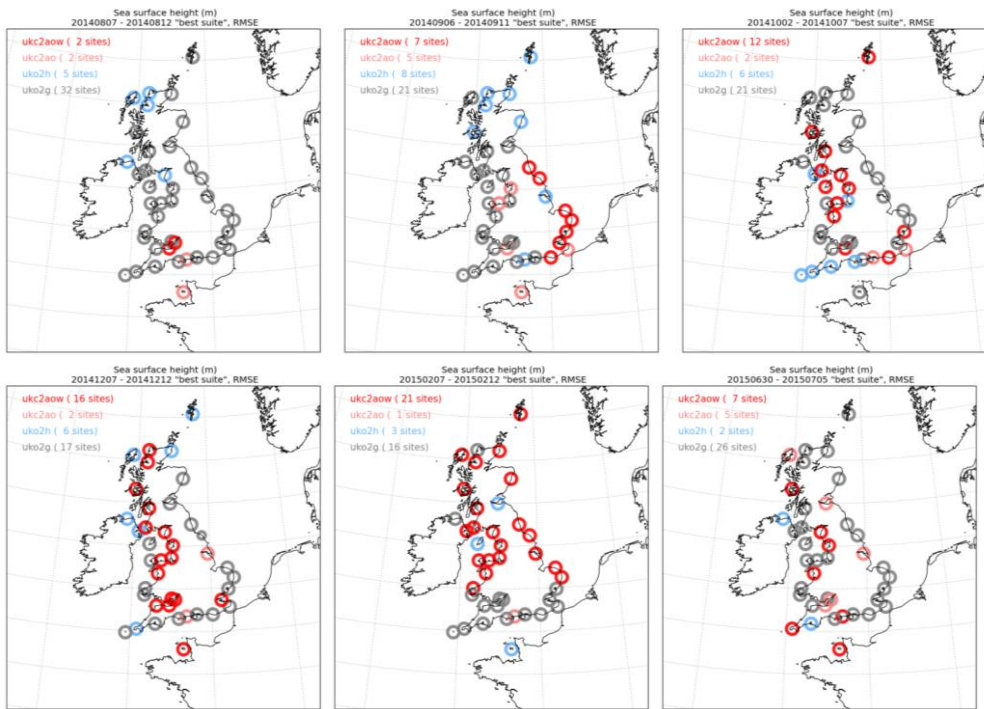 Sea surface height (m)
20140807 - 20140812 "best suite", RMSE
ukc2aow ( 2 sites)
ukc2ao ( 2 sites)
uko2h ( 5 sites)
uko2g ( 32 sites)
Sea surface height (m)
20140906 - 20140911 "best suite", RMSE
ukc2aow ( 7 sites)
ukc2ao ( 5 sites)
uko2h ( 8 sites)
uko2g ( 21 sites)
Sea surface height (m)
20141002 - 20141007 "best suite", RMSE
ukc2aow ( 12 sites)
ukc2ao ( 2 sites)
uko2h ( 6 sites)
uko2g ( 21 sites)
Sea surface height (m)
20141207 - 20141212 "best suite", RMSE
ukc2aow ( 16 sites)
ukc2ao ( 2 sites)
uko2h ( 6 sites)
uko2g ( 17 sites)
Sea surface height (m)
20150207 - 20150212 "best suite", RMSE
ukc2aow ( 21 sites)
ukc2ao ( 1 sites)
uko2h ( 3 sites)
uko2g ( 16 sites)
Sea surface height (m)
20150630 - 20150705 "best suite", RMSE
ukc2aow ( 7 sites)
ukc2ao ( 5 sites)
uko2h ( 2 sites)
uko2g ( 26 sites)